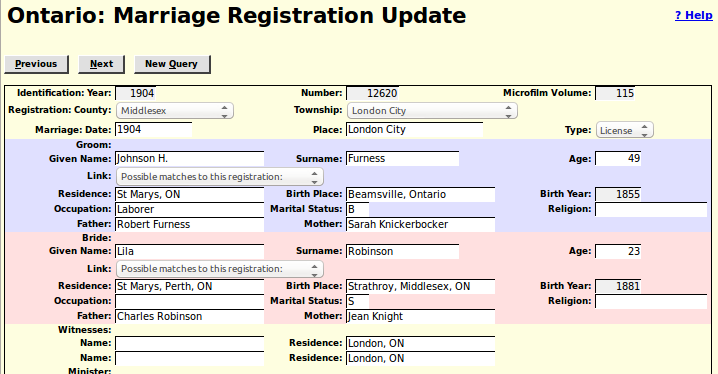 Ontario: Marriage Registration Update
? Help
Previous Next New Query
Identification: Year: 1904 Number: 12620 Microfilm Volume: 115
Registration: County: Middlesex Township: London City
Marriage: Date: 1904 Place: London City Type: License
Groom:
Given Name: Johnson H. Surname: Furness Age: 49
Link: Possible matches to this registration:
Residence: St Marys, ON Birth Place: Beamsville, Ontario Birth Year: 1855
Occupation: Laborer Marital Status: B Religion:
Father: Robert Furness Mother: Sarah Knickerbocker
Bride:
Given Name: Lila Surname: Robinson Age: 23
Link: Possible matches to this registration:
Residence: St Marys, Perth, ON Birth Place: Strathroy, Middlesex, ON Birth Year: 1881
Occupation: Marital Status: S Religion:
Father: Charles Robinson Mother: Jean Knight
Witnesses:
Name: Residence: London, ON
Name: Residence: London, ON
Minister: